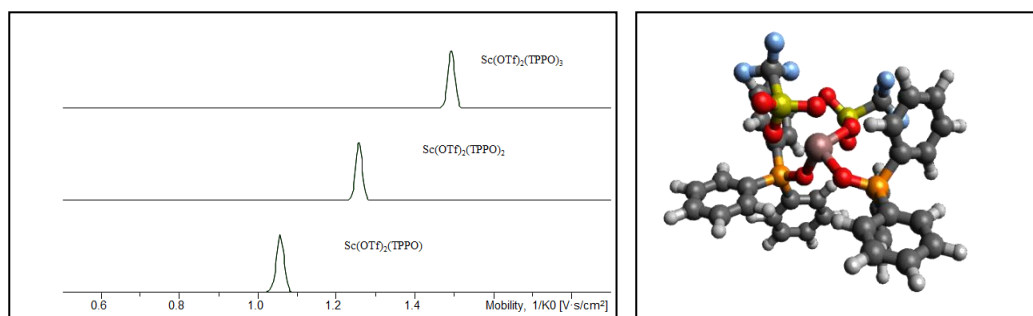 Sc(OTf)₂(TPPO)₃
Sc(OTf)₂(TPPO)₂
Sc(OTf)₂(TPPO)
0.6 0.8 1.0 1.2 1.4 Mobility, 1/K0 [V·s/cm²]